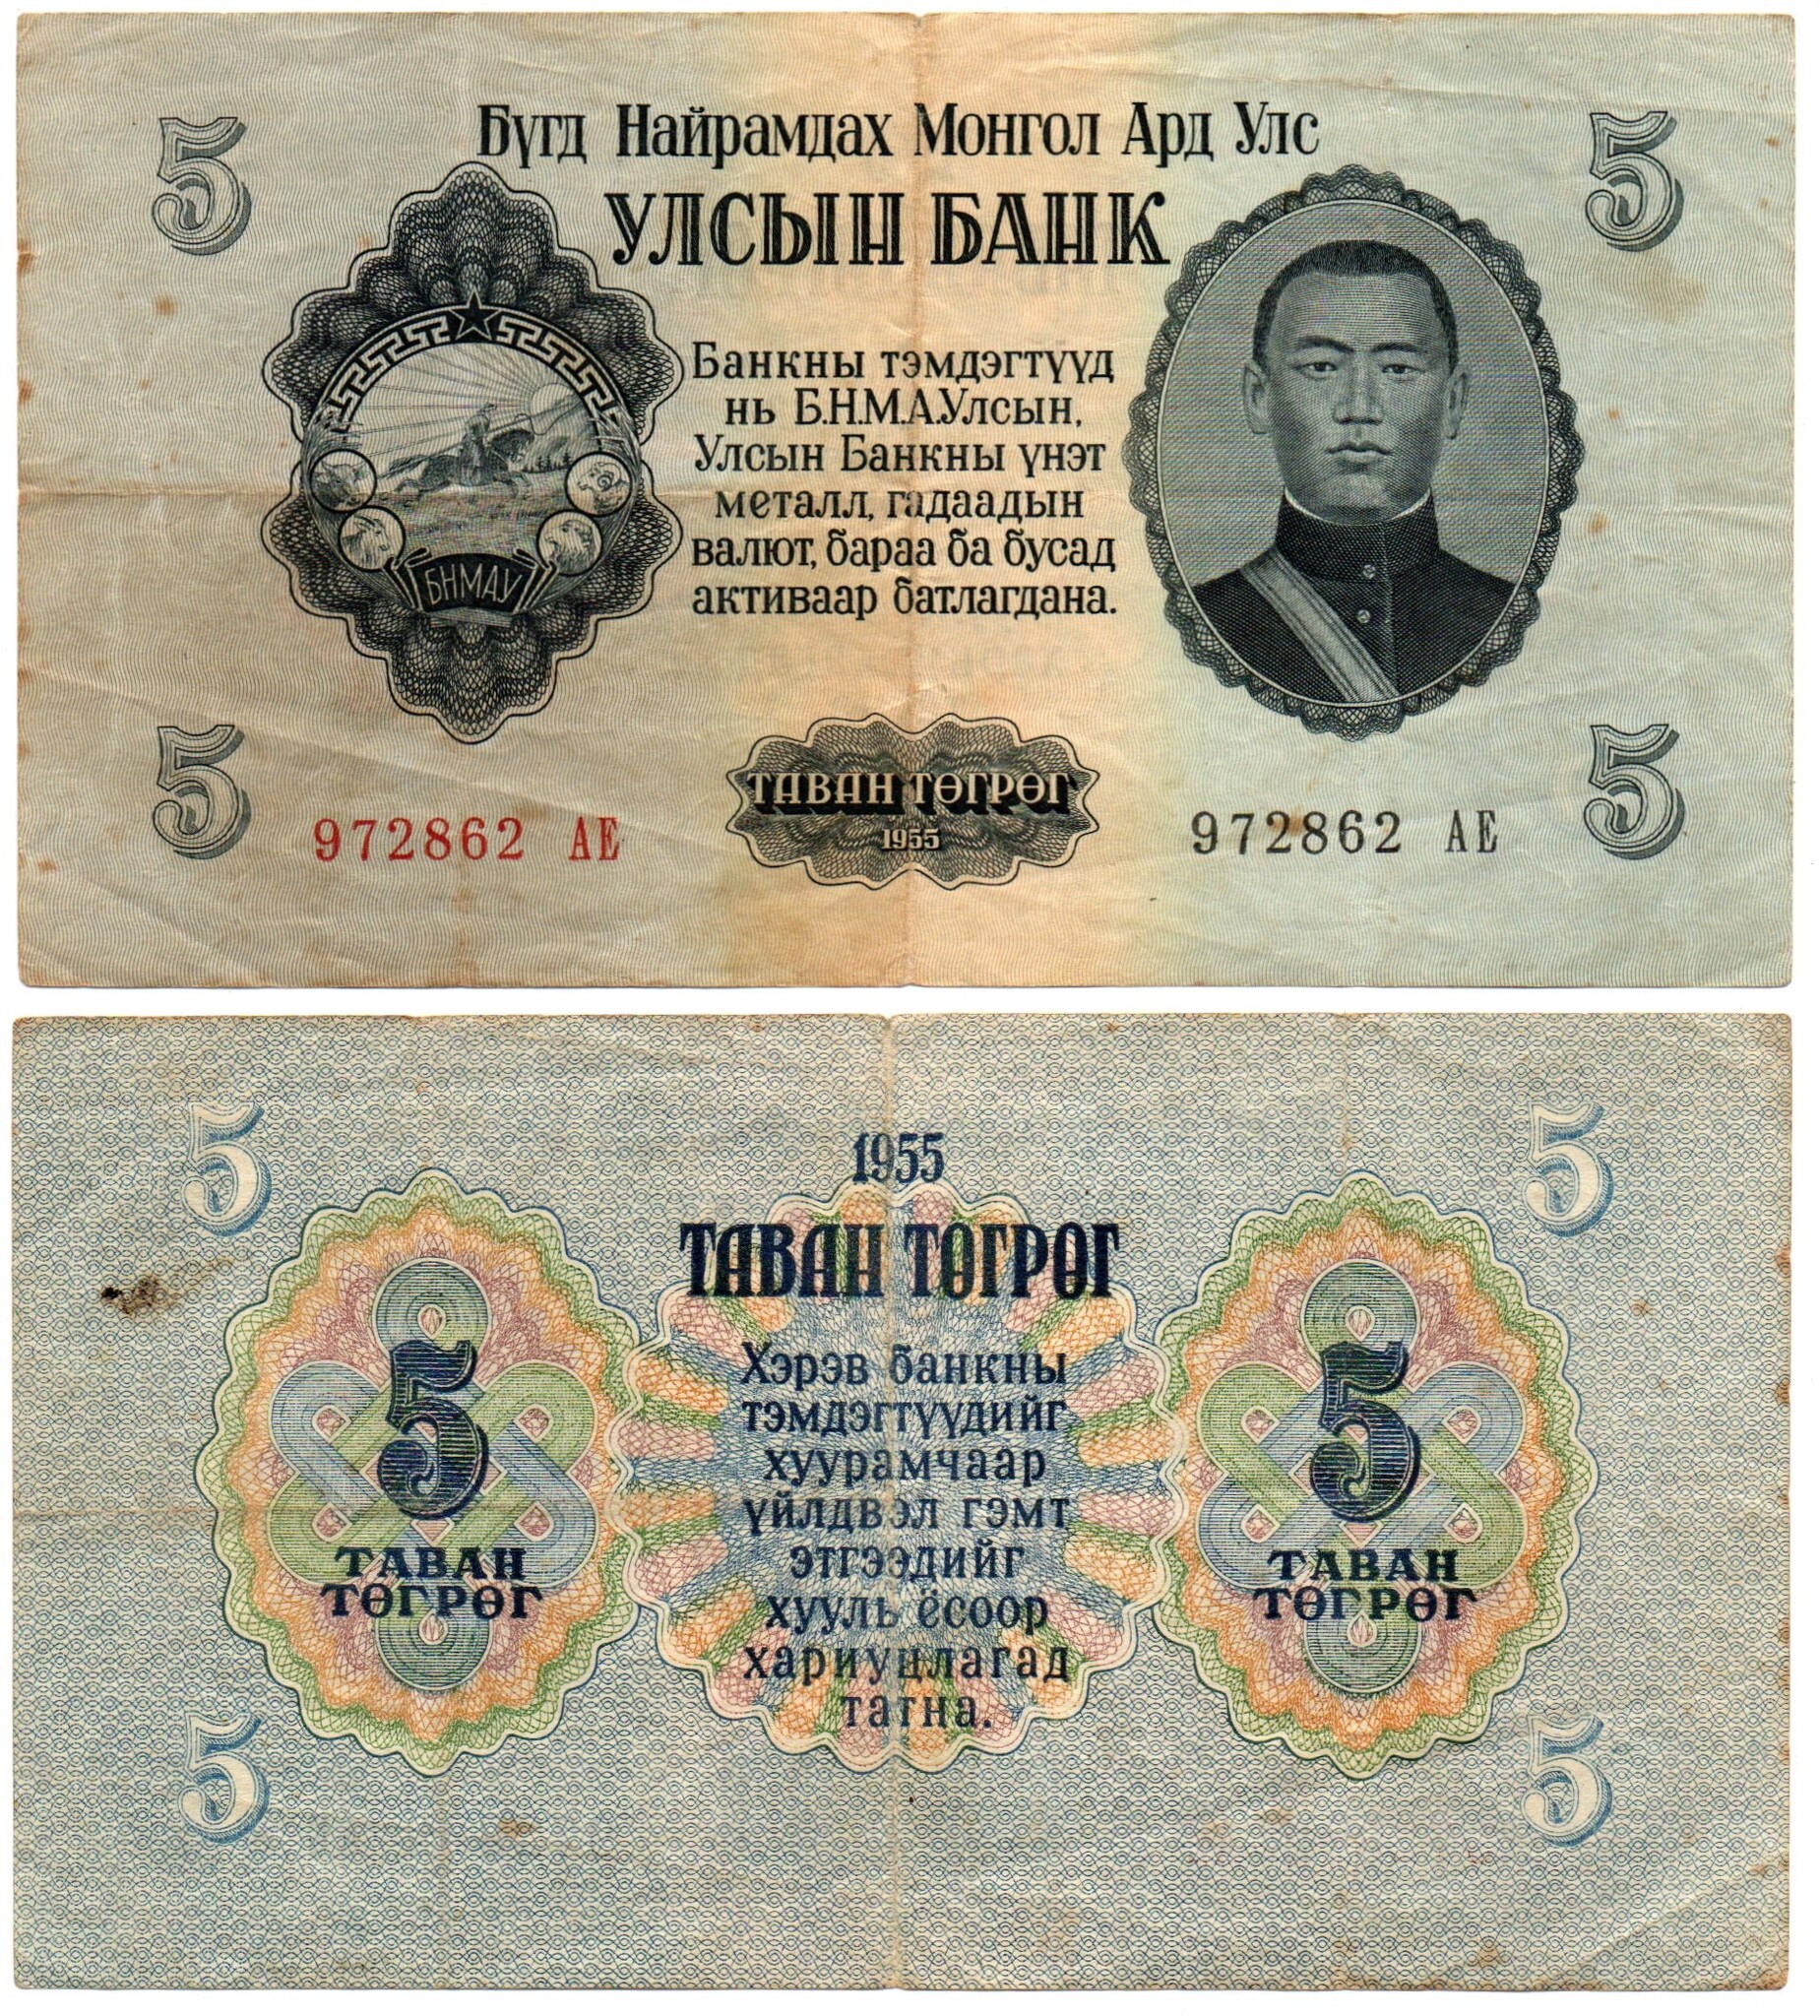 5
5
Бүгд Найрамдах Монгол Ард Улс
УЛСЫН БАНК
Банкны тэмдэгтүүд
нь Б.Н.М.А.Улсын,
Улсын Банкны үнэт
металл, гадаадын
валют, бараа ба бусад
активаар батлагдана.
БНМАУ
5
5
ТАВАН ТӨГРӨГ
1955
972862 АЕ
972862 АЕ
5
5
1955
ТАВАН ТӨГРӨГ
Хэрэв банкны
тэмдэгтүүдийг
хуурамчаар
үйлдвэл гэмт
этгээдийг
хууль ёсоор
хариуцлагад
татна.
5
ТАВАН
ТӨГРӨГ
5
ТАВАН
ТӨГРӨГ
5
5